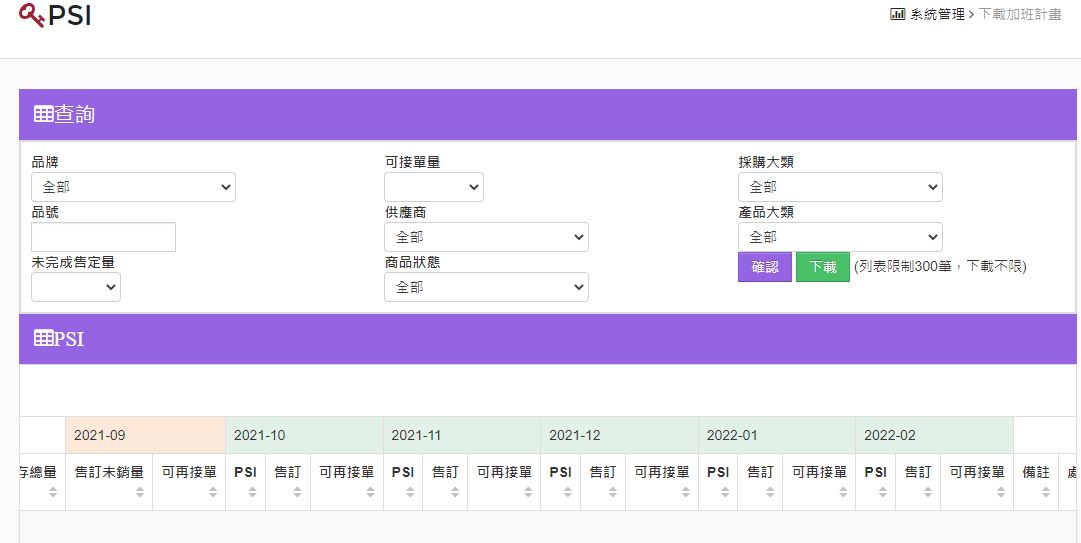 PSI
系統管理 > 下載加班計畫
查詢
品牌 可接單量 採購大類
全部 全部
品號 供應商 產品大類
全部 全部
未完成售定量 商品狀態
確認 下載 (列表限制300筆，下載不限)
全部
PSI
2021-09 2021-10 2021-11 2021-12 2022-01 2022-02
存總量 售訂未銷量 可再接單 PSI 售訂 可再接單 PSI 售訂 可再接單 PSI 售訂 可再接單 PSI 售訂 可再接單 PSI 售訂 可再接單 備註